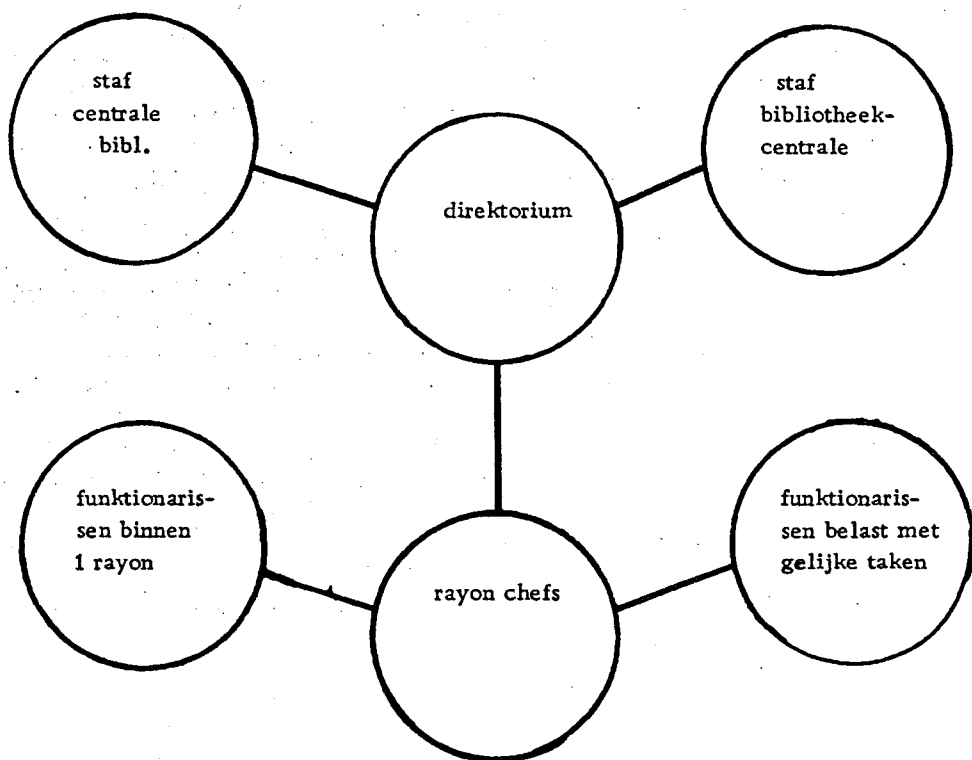 staf
centrale
bibl.
staf
bibliotheek-
centrale
direktorium
funktionaris-
sen binnen
1 rayon
rayon chefs
funktionaris-
sen belast met
gelijke taken